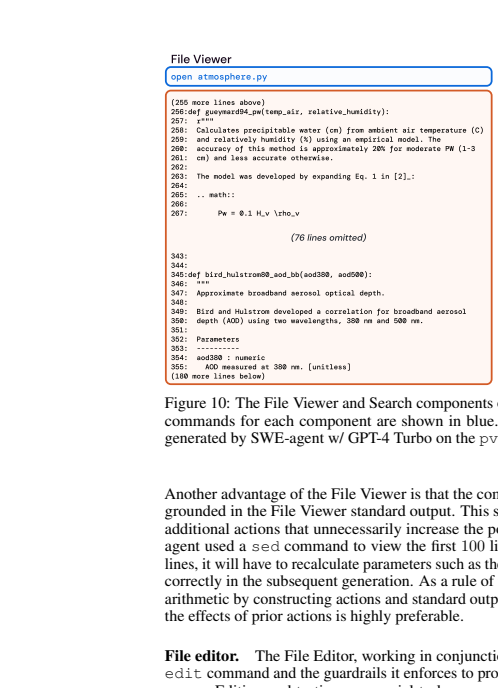 File Viewer
open atmosphere.py
(255 more lines above)
256:def gueymard94_pw(temp_air, relative_humidity):
257:  r"""
258:  Calculates precipitable water (cm) from ambient air temperature (C)
259:  and relatively humidity (%) using an empirical model. The
260:  accuracy of this method is approximately 20% for moderate PW (1-3
261:  cm) and less accurate otherwise.
262:
263:  The model was developed by expanding Eq. 1 in [2]_:
264:
265:  .. math::
266:
267:       Pw = 0.1 H_v \rho_v
(76 lines omitted)
343:
344:
345:def bird_hulstrom80_aod_bb(aod380, aod500):
346:  """
347:  Approximate broadband aerosol optical depth.
348:
349:  Bird and Hulstrom developed a correlation for broadband aerosol
350:  depth (AOD) using two wavelengths, 380 nm and 500 nm.
351:
352:  Parameters
353:  ----------
354:  aod380 : numeric
355:    AOD measured at 380 nm. [unitless]
(180 more lines below)
Figure 10: The File Viewer and Search components
commands for each component are shown in blue.
generated by SWE-agent w/ GPT-4 Turbo on the pv
Another advantage of the File Viewer is that the con
grounded in the File Viewer standard output. This s
additional actions that unnecessarily increase the po
agent used a sed command to view the first 100 li
lines, it will have to recalculate parameters such as the
correctly in the subsequent generation. As a rule of
arithmetic by constructing actions and standard outp
the effects of prior actions is highly preferable.
File editor. The File Editor, working in conjuncti
edit command and the guardrails it enforces to pro